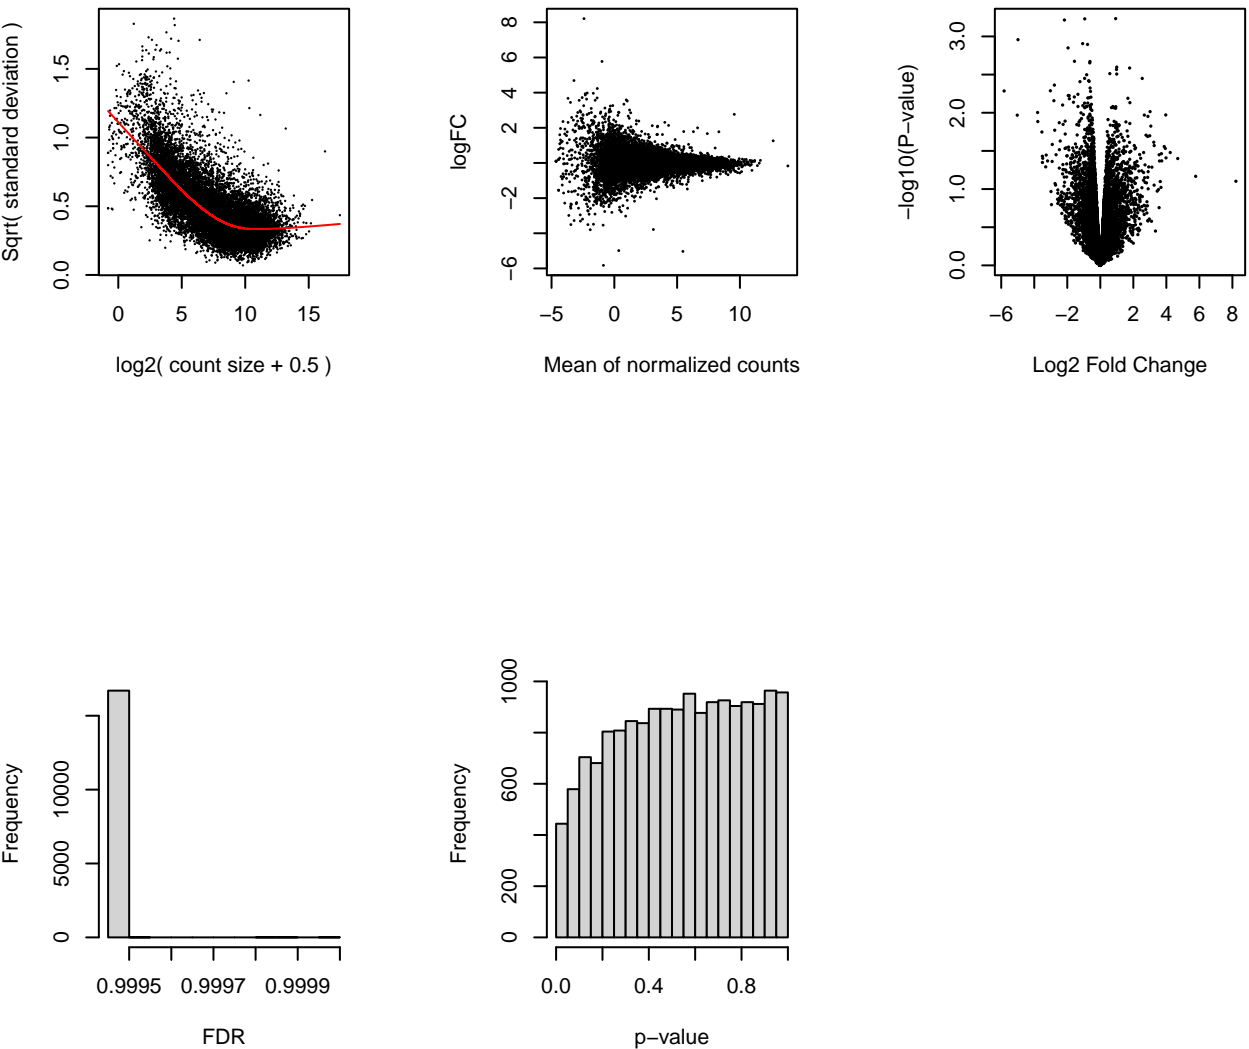 Sqrt( standard deviation )
0.0 0.5 1.0 1.5
0 5 10 15
log2( count size + 0.5 )
logFC
−6 −2 2 4 6 8
−5 0 5 10
Mean of normalized counts
−log10(P−value)
0.0 1.0 2.0 3.0
−6 −2 2 4 6 8
Log2 Fold Change
Frequency
0 5000 10000
0.9995 0.9997 0.9999
FDR
Frequency
0 200 600 1000
0.0 0.4 0.8
p−value